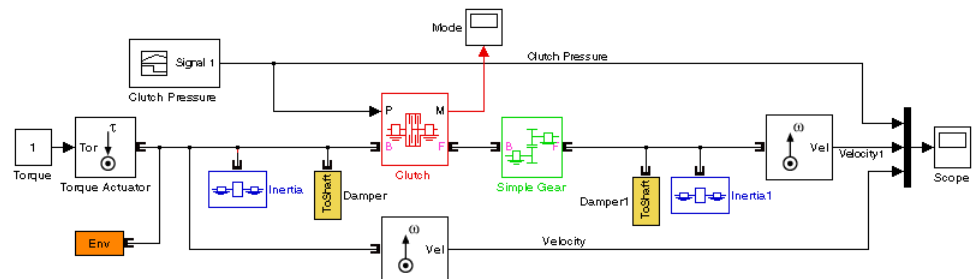 Mode
Signal 1
Clutch Pressure
Clutch Pressure
P
M
B
F
Clutch
1
Torque
Tor
τ
Torque Actuator
Inertia
ToShaft
Damper
B
F
Simple Gear
ToShaft
Damper1
Inertia1
ω
Vel
Velocity1
Scope
Env
ω
Vel
Velocity